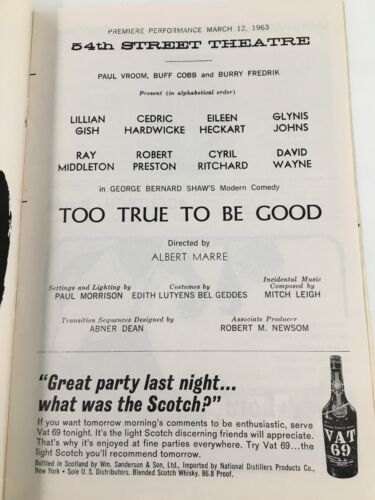 PREMIERE PERFORMANCE MARCH 12, 1963
54th STREET THEATRE
PAUL VROOM, BUFF COBB and BURRY FREDRIK
Present (in alphabetical order)
LILLIAN GISH CEDRIC HARDWICKE EILEEN HECKART GLYNIS JOHNS
RAY MIDDLETON ROBERT PRESTON CYRIL RITCHARD DAVID WAYNE
in GEORGE BERNARD SHAW'S Modern Comedy
TOO TRUE TO BE GOOD
Directed by
ALBERT MARRE
Settings and Lighting by
PAUL MORRISON
Costumes by
EDITH LUTYENS BEL GEDDES
Incidental Music
Composed by
MITCH LEIGH
Transition Sequences Designed by
ABNER DEAN
Associate Producer
ROBERT M. NEWSOM
"Great party last night...
what was the Scotch?"
If you want tomorrow morning's comments to be enthusiastic, serve
Vat 69 tonight. It's the light Scotch discerning friends will appreciate.
That's why it's enjoyed at fine parties everywhere. Try Vat 69...the
light Scotch you'll recommend tomorrow.
Bottled in Scotland by Wm. Sanderson & Son, Ltd., Imported by National Distillers Products Co.,
New York • Sole U. S. Distributors. Blended Scotch Whisky. 86.8 Proof.
VAT
69